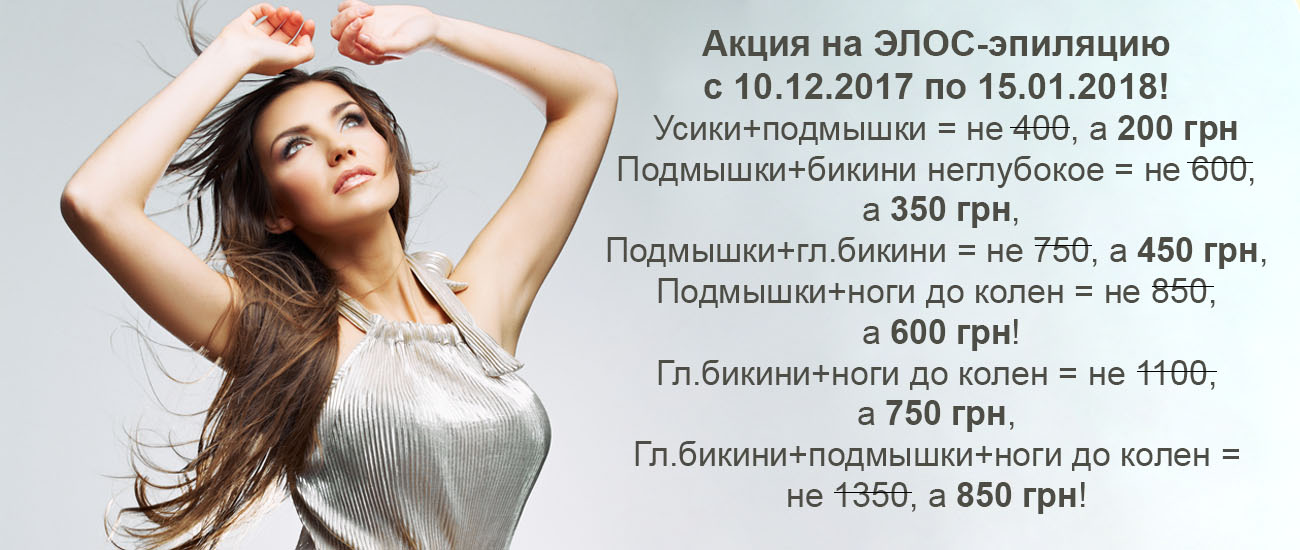 Акция на ЭЛОС-эпиляцию
с 10.12.2017 по 15.01.2018!
Усики+подмышки = не 400, а 200 грн
Подмышки+бикини неглубокое = не 600,
а 350 грн,
Подмышки+гл.бикини = не 750, а 450 грн,
Подмышки+ноги до колен = не 850,
а 600 грн!
Гл.бикини+ноги до колен = не 1100,
а 750 грн,
Гл.бикини+подмышки+ноги до колен =
не 1350, а 850 грн!